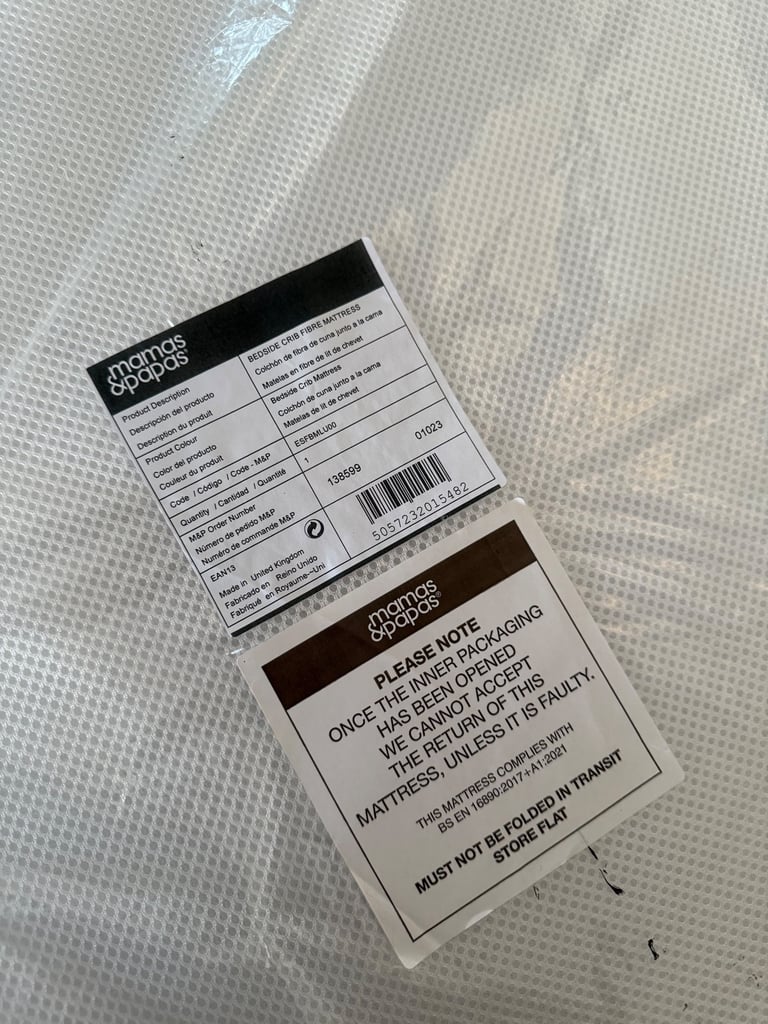 mamas
&papas
Product Description
Descripción del producto
Description du produit
BEDSIDE CRIB FIBRE MATTRESS
Colchón de fibra de cuna junto a la cama
Matelas en fibre de lit de chevet
Product Colour
Color del producto
Couleur du produit
Bedside Crib Mattress
Colchón de cuna junto a la cama
Matelas de lit de chevet
Code / Código / Code - M&P
ESFBMLU00
Quantity / Cantidad / Quantité
1
M&P Order Number
Número de pedido M&P
Numéro de commande M&P
138599
01023
EAN13
Made in United Kingdom
Fabricado en Reino Unido
Fabriqué en Royaume-Uni
5057232015482
mamas
&papas®
PLEASE NOTE
ONCE THE INNER PACKAGING
HAS BEEN OPENED
WE CANNOT ACCEPT
THE RETURN OF THIS
MATTRESS, UNLESS IT IS FAULTY.
THIS MATTRESS COMPLIES WITH
BS EN 16890:2017+A1:2021
MUST NOT BE FOLDED IN TRANSIT
STORE FLAT